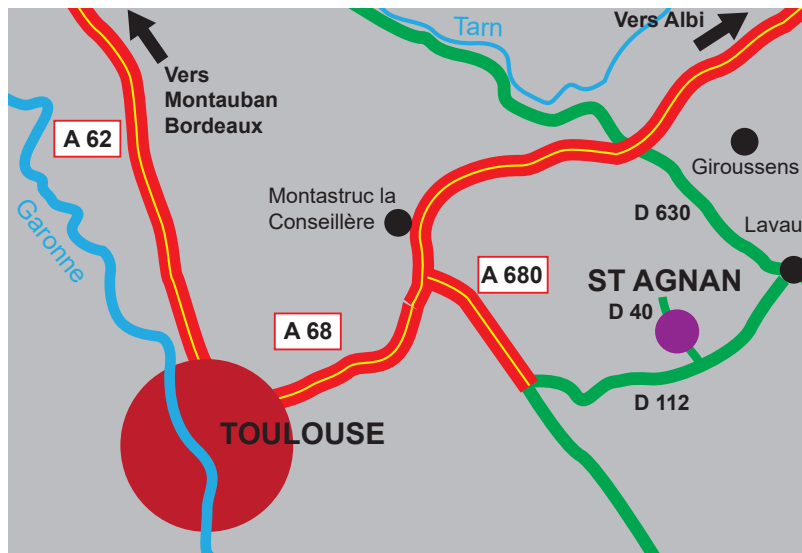 Vers Albi
Tarn
Vers
Montauban
Bordeaux
A 62
Giroussens
Montastruc la
Conseillère
Garonne
D 630
Lavau
A 680
ST AGNAN
D 40
A 68
D 112
TOULOUSE